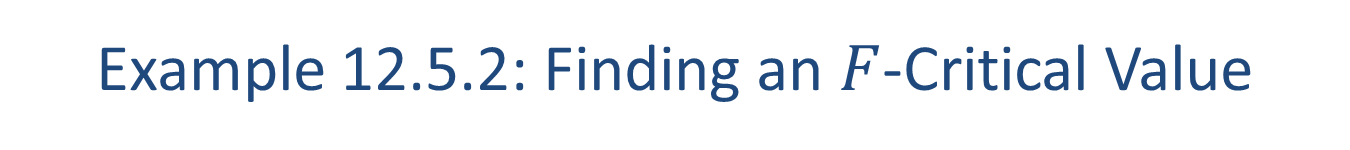 Example 12.5.2: Finding an F-Critical Value